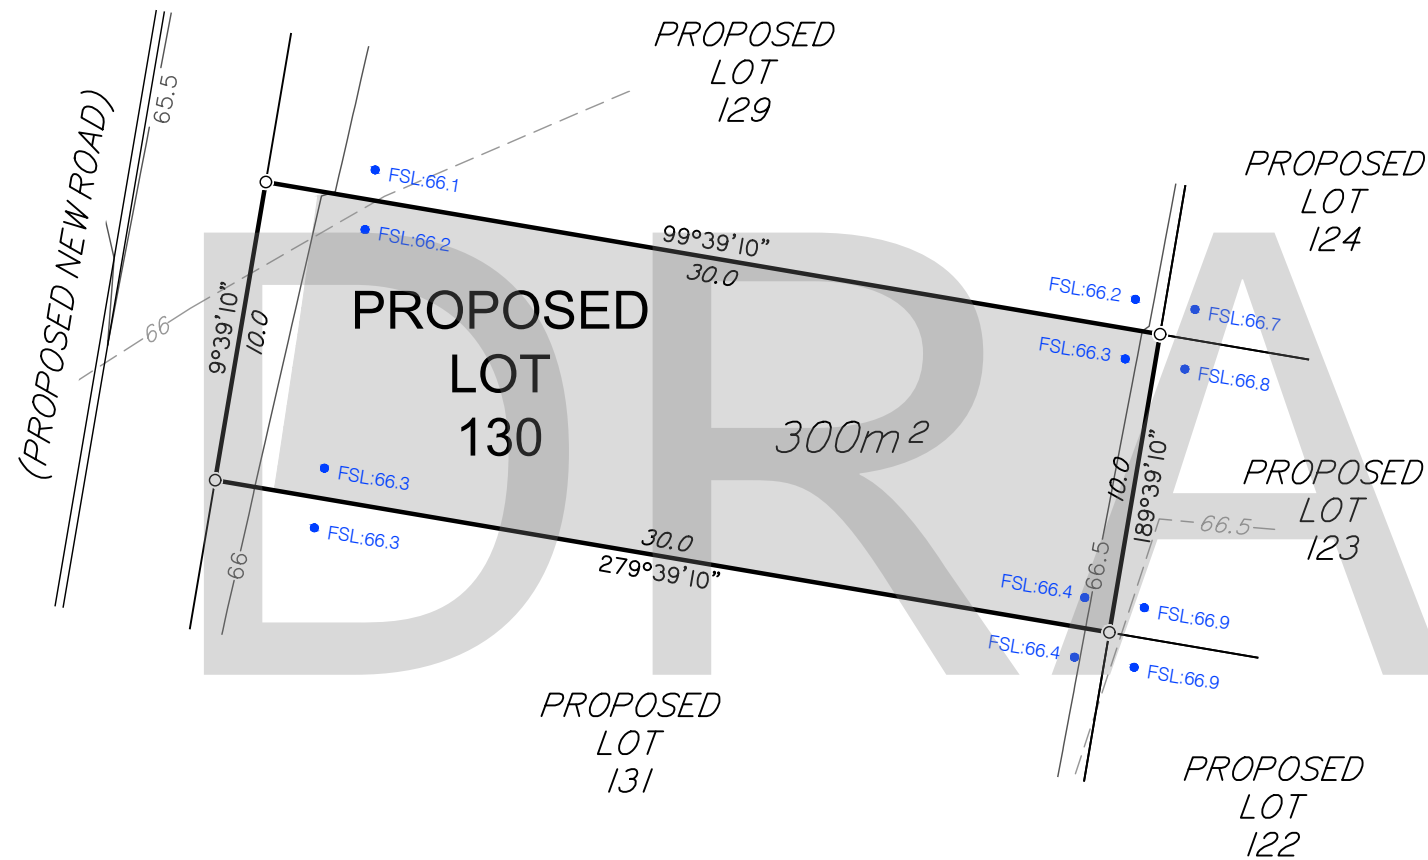 PROPOSED
LOT
129
65.5
(PROPOSED NEW ROAD)
PROPOSED
LOT
124
FSL:66.1
FSL:66.2
99°39'10"
30.0
FSL:66.2
FSL:66.7
FSL:66.3
FSL:66.8
66
9°39'10"
10.0
PROPOSED
LOT
130
300m²
10.0
189°39'10"
PROPOSED
LOT
123
66.5
FSL:66.3
FSL:66.3
30.0
279°39'10"
66
66.5
FSL:66.4
FSL:66.9
FSL:66.4
FSL:66.9
PROPOSED
LOT
131
PROPOSED
LOT
122
DRA